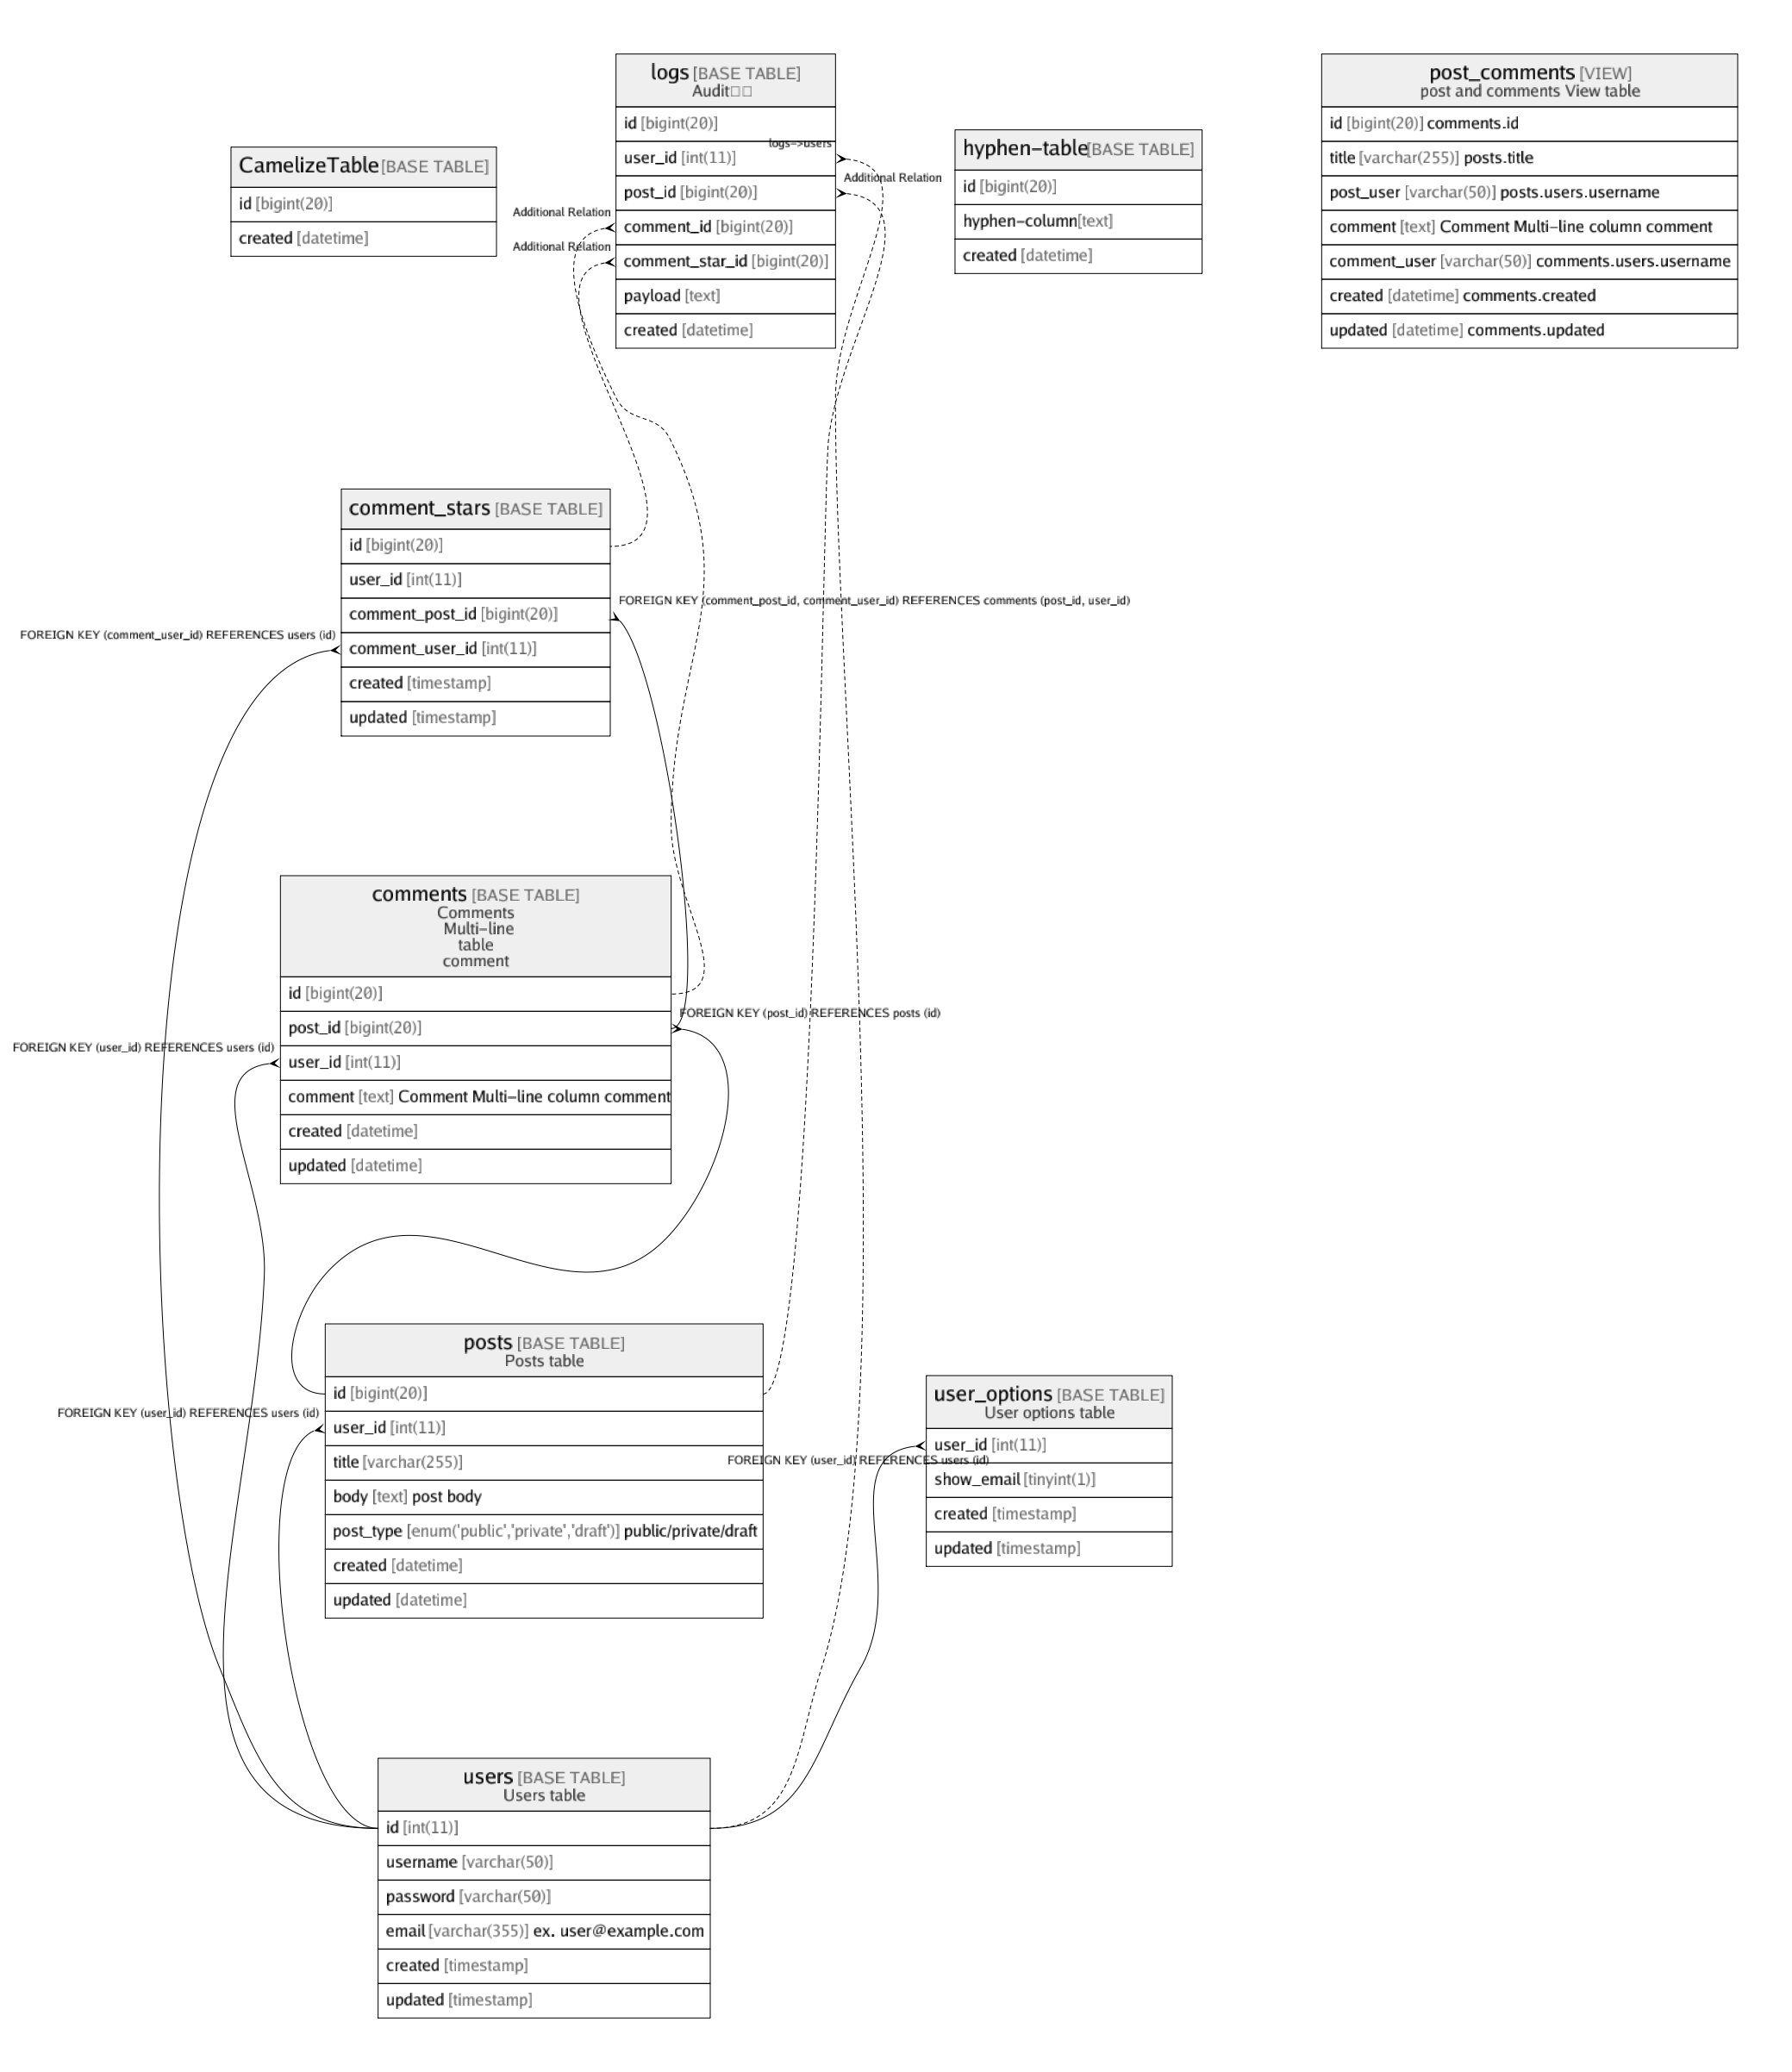 logs [BASE TABLE]
Audit□□
id [bigint(20)]
logs->users
user_id [int(11)]
Additional Relation
post_id [bigint(20)]
Additional Relation
comment_id [bigint(20)]
Additional Relation
comment_star_id [bigint(20)]
payload [text]
created [datetime]
post_comments [VIEW]
post and comments View table
id [bigint(20)] comments.id
title [varchar(255)] posts.title
post_user [varchar(50)] posts.users.username
comment [text] Comment Multi-line column comment
comment_user [varchar(50)] comments.users.username
created [datetime] comments.created
updated [datetime] comments.updated
CamelizeTable [BASE TABLE]
id [bigint(20)]
created [datetime]
hyphen-table [BASE TABLE]
id [bigint(20)]
hyphen-column [text]
created [datetime]
comment_stars [BASE TABLE]
id [bigint(20)]
user_id [int(11)]
FOREIGN KEY (comment_post_id, comment_user_id) REFERENCES comments (post_id, user_id)
comment_post_id [bigint(20)]
FOREIGN KEY (comment_user_id) REFERENCES users (id)
comment_user_id [int(11)]
created [timestamp]
updated [timestamp]
comments [BASE TABLE]
Comments
Multi-line
table
comment
id [bigint(20)]
FOREIGN KEY (post_id) REFERENCES posts (id)
post_id [bigint(20)]
FOREIGN KEY (user_id) REFERENCES users (id)
user_id [int(11)]
comment [text] Comment Multi-line column comment
created [datetime]
updated [datetime]
posts [BASE TABLE]
Posts table
id [bigint(20)]
FOREIGN KEY (user_id) REFERENCES users (id)
user_id [int(11)]
title [varchar(255)]
body [text] post body
post_type [enum('public','private','draft')] public/private/draft
created [datetime]
updated [datetime]
user_options [BASE TABLE]
User options table
user_id [int(11)]
FOREIGN KEY (user_id) REFERENCES users (id)
show_email [tinyint(1)]
created [timestamp]
updated [timestamp]
users [BASE TABLE]
Users table
id [int(11)]
username [varchar(50)]
password [varchar(50)]
email [varchar(355)] ex. user@example.com
created [timestamp]
updated [timestamp]